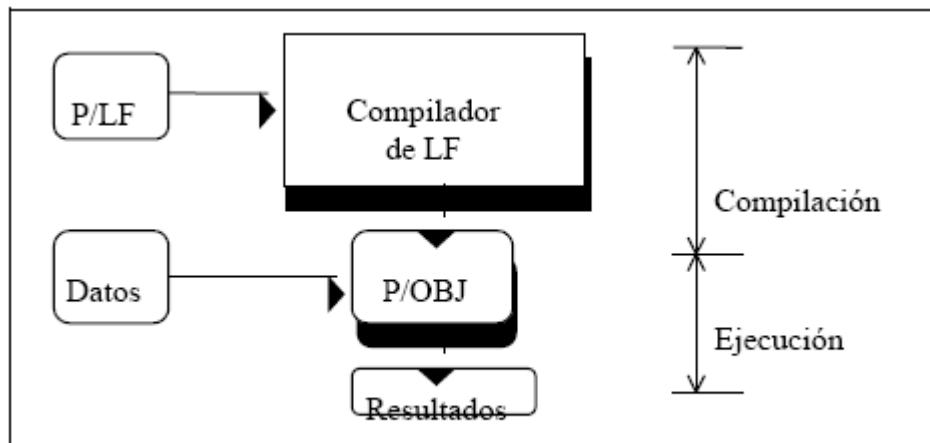 P/LF
Compilador
de LF
Compilación
Datos
P/OBJ
Ejecución
Resultados